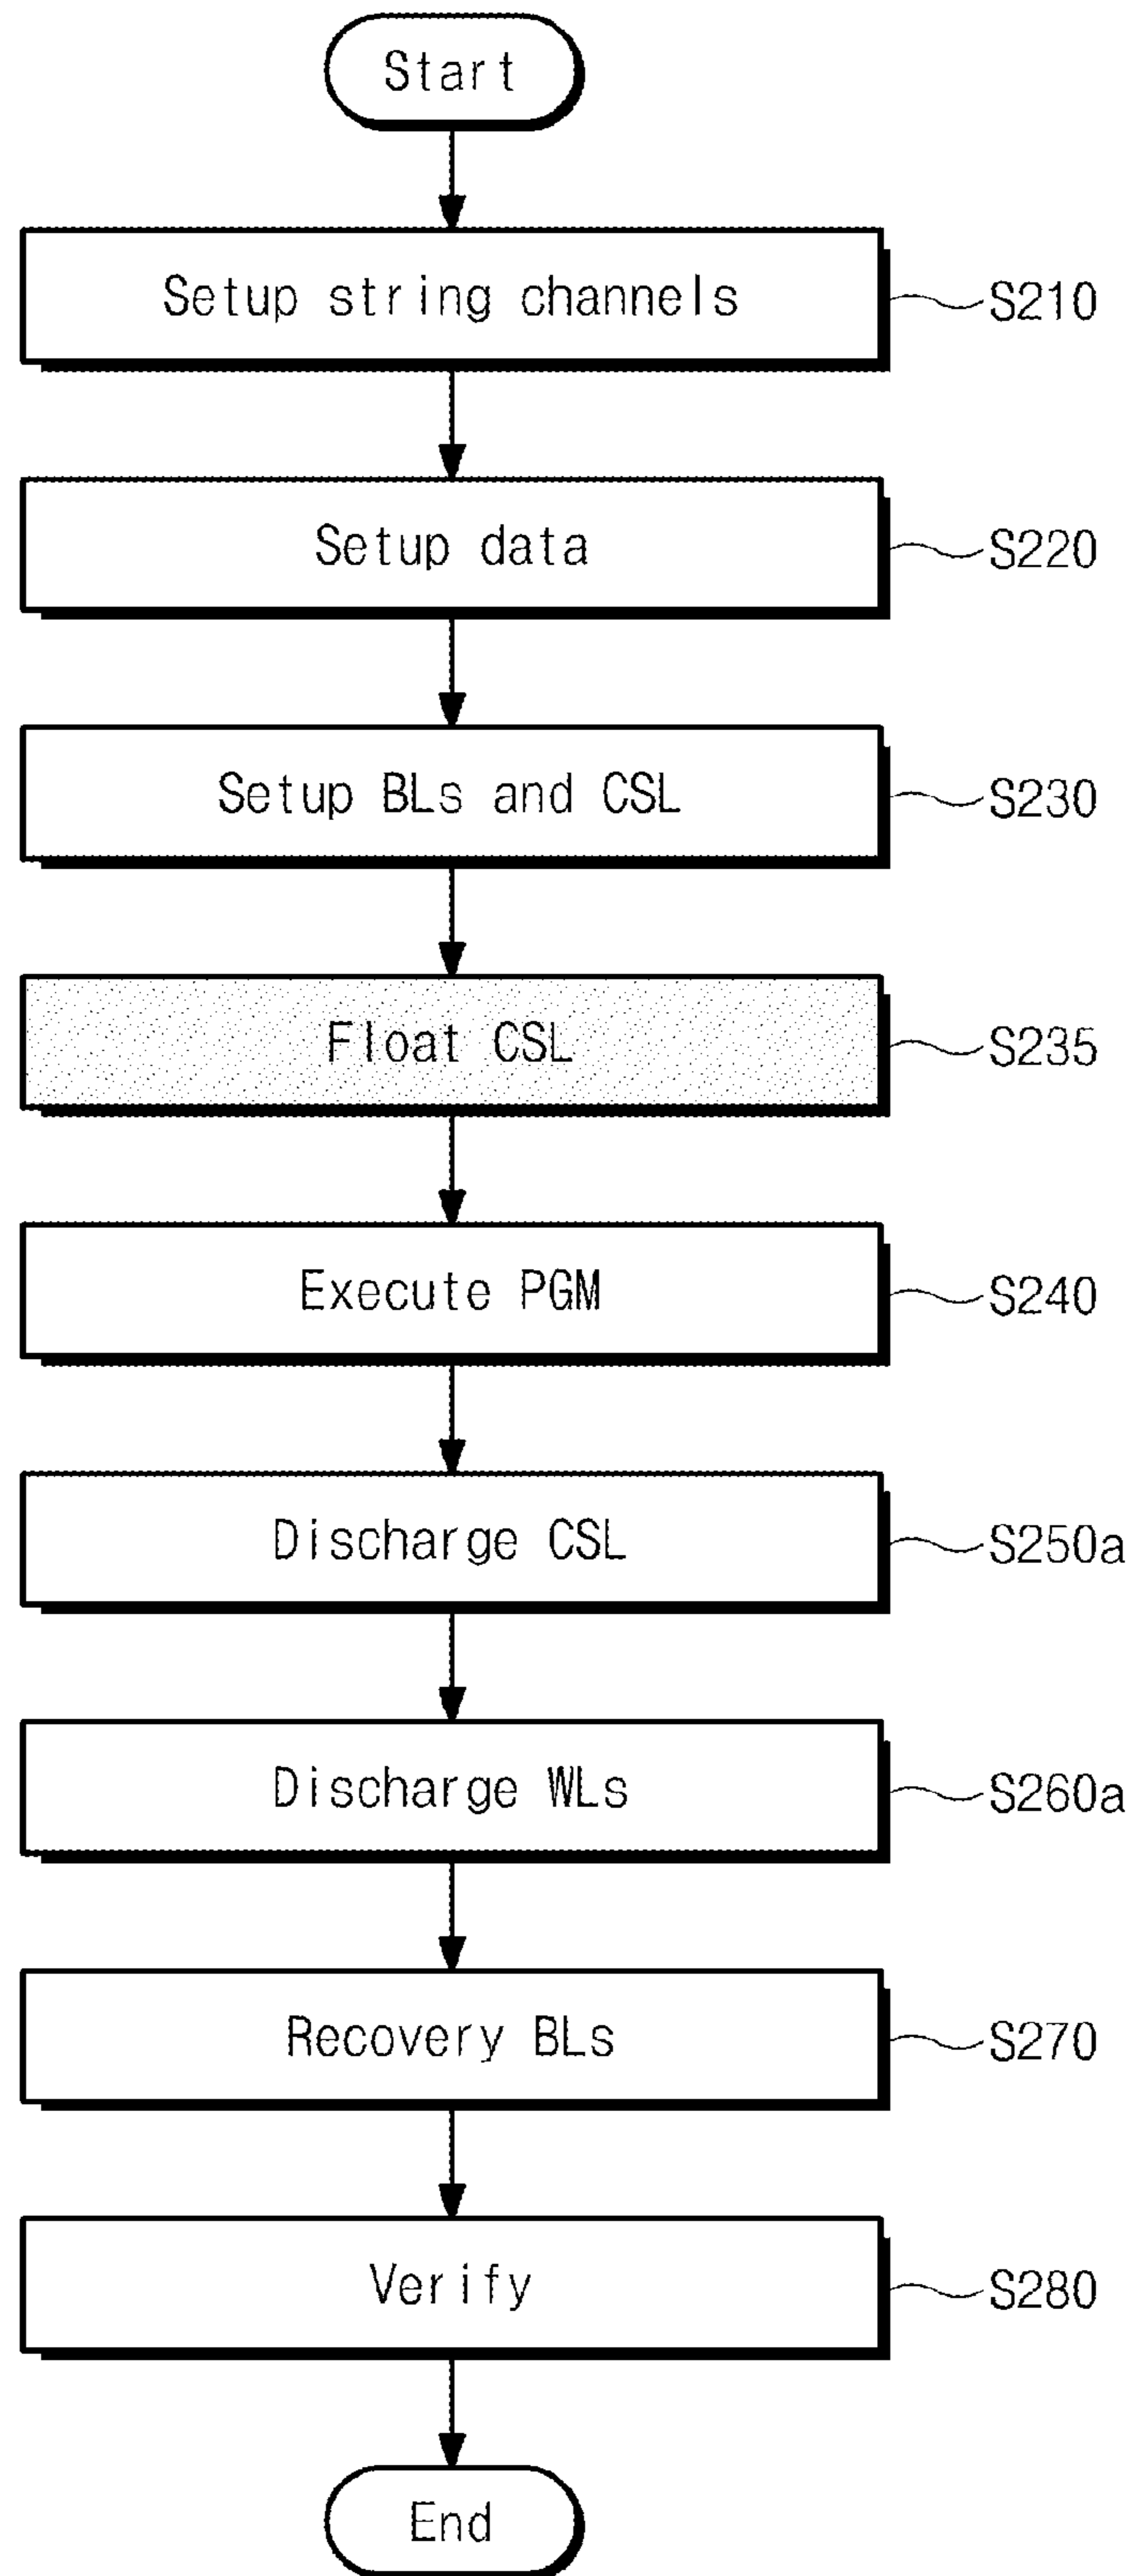 Start
Setup string channels
S210
Setup data
S220
Setup BLs and CSL
S230
Float CSL
S235
Execute PGM
S240
Discharge CSL
S250a
Discharge WLs
S260a
Recovery BLs
S270
Verify
S280
End